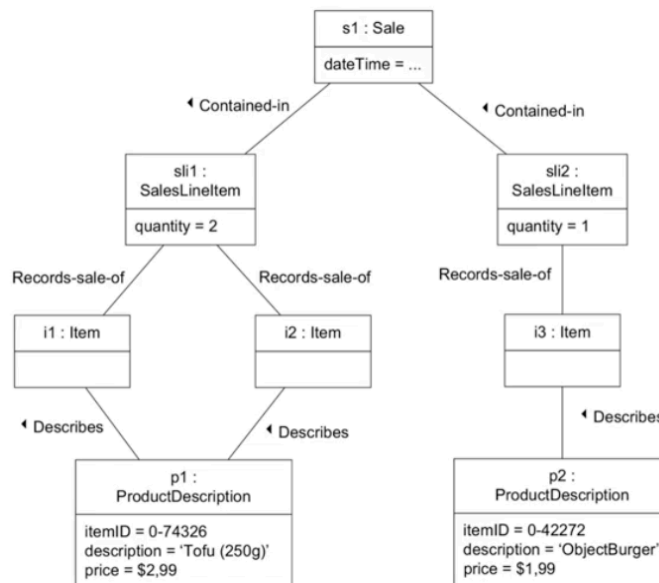 s1 : Sale
dateTime = ...
Contained-in
Contained-in
sli1 :
SalesLineItem
quantity = 2
sli2 :
SalesLineItem
quantity = 1
Records-sale-of
Records-sale-of
Records-sale-of
i1 : Item
i2 : Item
i3 : Item
Describes
Describes
Describes
p1 :
ProductDescription
itemID = 0-74326
description = 'Tofu (250g)'
price = $2,99
p2 :
ProductDescription
itemID = 0-42272
description = 'ObjectBurger'
price = $1,99